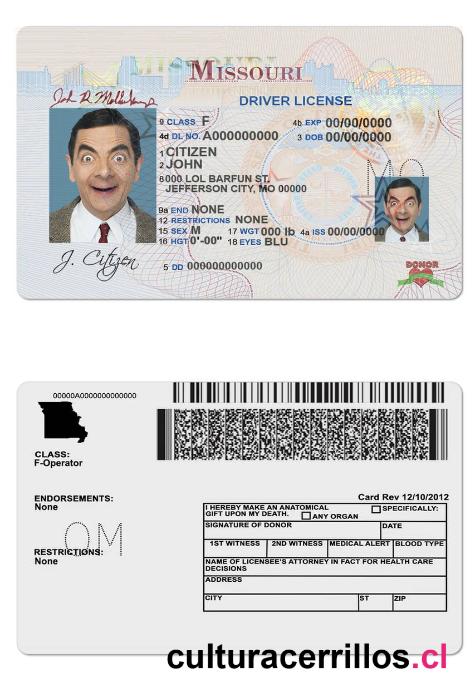 MISSOURI
DRIVER LICENSE
9 CLASS F
4b EXP 00/00/0000
4d DL NO. A000000000
3 DOB 00/00/0000
1 CITIZEN
2 JOHN
8 000 LOL BARFUN ST.
JEFFERSON CITY, MO 00000
9a END NONE
12 RESTRICTIONS NONE
15 SEX M 17 WGT 000 lb 4a ISS 00/00/0000
16 HGT 0'-00" 18 EYES BLU
J. Citizen
5 DD 000000000000
DONOR
00000A0000000000000
CLASS:
F-Operator
Card Rev 12/10/2012
ENDORSEMENTS:
None
MO
RESTRICTIONS:
None
I HEREBY MAKE AN ANATOMICAL
GIFT UPON MY DEATH. ANY ORGAN SPECIFICALLY:
SIGNATURE OF DONOR DATE
1ST WITNESS 2ND WITNESS MEDICAL ALERT BLOOD TYPE
NAME OF LICENSEE'S ATTORNEY IN FACT FOR HEALTH CARE
DECISIONS
ADDRESS
CITY ST ZIP
culturacerrillos.cl